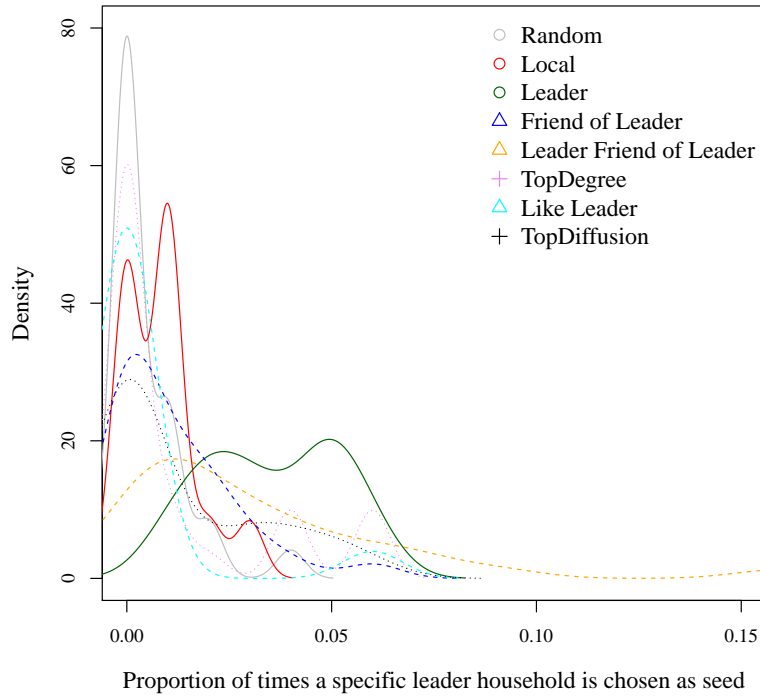 80
60
40
20
0
Density
Random
Local
Leader
Friend of Leader
Leader Friend of Leader
TopDegree
Like Leader
TopDiffusion
0.00 0.05 0.10 0.15
Proportion of times a specific leader household is chosen as seed